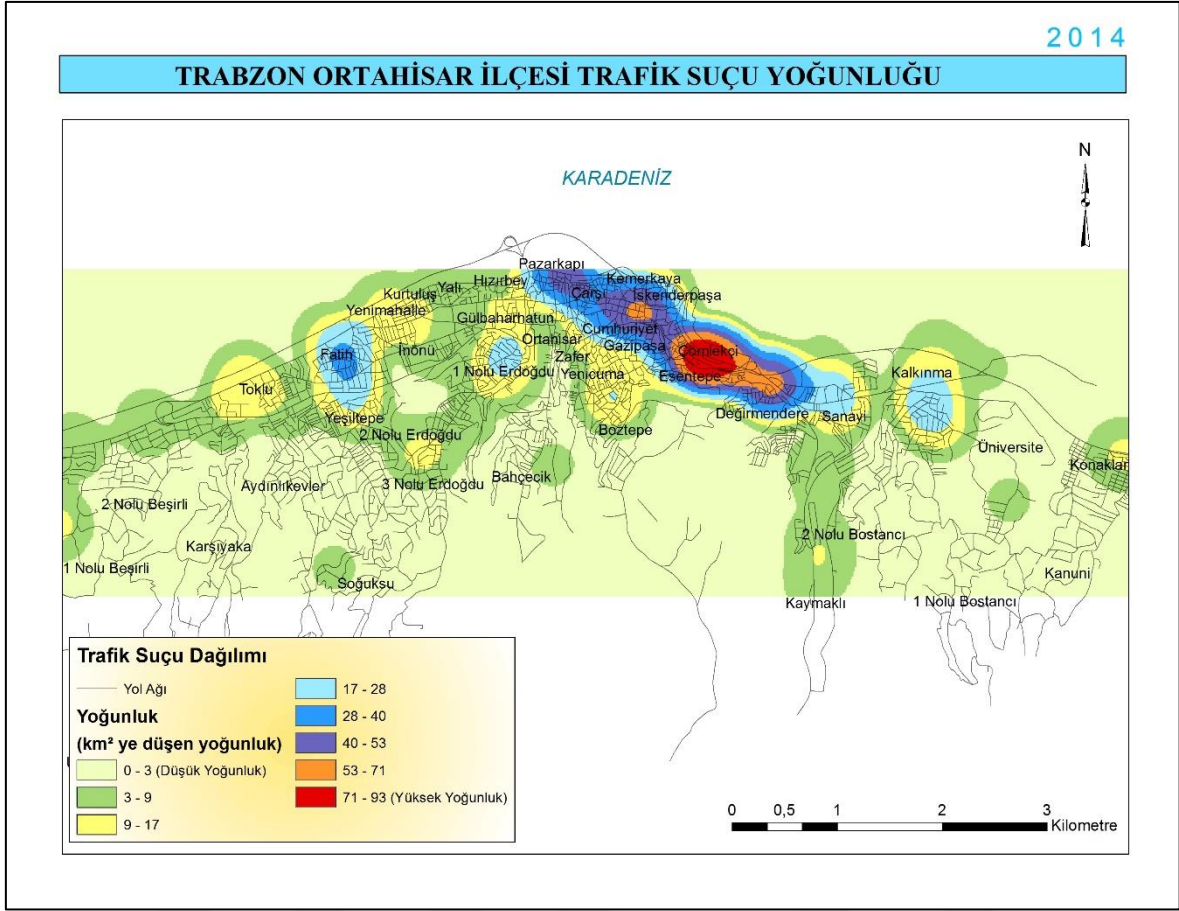 2014
TRABZON ORTAHİSAR İLÇESİ TRAFİK SUÇU YOĞUNLUĞU
KARADENİZ
N
Pazarkapı
Kemerkaya
Hızırbey
Yalı
Çarşı
İskenderpaşa
Kurtuluş
Yenimahalle
Gülbaharhatun
Cumhuriyet
Ortahisar
Gazipaşa
Fatih
İnönü
Zafer
Çömlekçi
1 Nolu Erdoğdu
Yenicuma
Esentepe
Kalkınma
Toklu
Yeşiltepe
Değirmendere
Sanayi
2 Nolu Erdoğdu
Boztepe
Üniversite
Konaklar
Bahçecik
3 Nolu Erdoğdu
Aydınlıkevler
2 Nolu Beşirli
2 Nolu Bostancı
Karşıyaka
1 Nolu Beşirli
Soğuksu
Kanuni
Kaymaklı
1 Nolu Bostancı
Trafik Suçu Dağılımı
Yol Ağı
Yoğunluk
(km² ye düşen yoğunluk)
0 - 3 (Düşük Yoğunluk)
3 - 9
9 - 17
17 - 28
28 - 40
40 - 53
53 - 71
71 - 93 (Yüksek Yoğunluk)
0 0,5 1 2 3
Kilometre